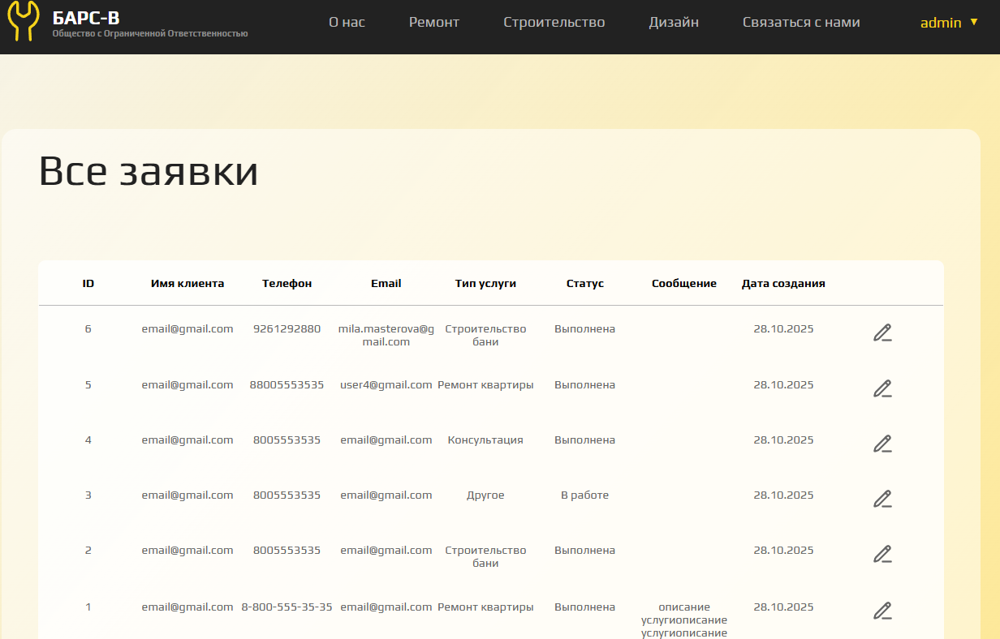 БАРС-В
Общество с Ограниченной Ответственностью
О нас Ремонт Строительство Дизайн Связаться с нами admin ▼
Все заявки
ID Имя клиента Телефон Email Тип услуги Статус Сообщение Дата создания
6 email@gmail.com 9261292880 mila.masterova@g Строительство Выполнена 28.10.2025
mail.com бани
5 email@gmail.com 88005553535 user4@gmail.com Ремонт квартиры Выполнена 28.10.2025
4 email@gmail.com 8005553535 email@gmail.com Консультация Выполнена 28.10.2025
3 email@gmail.com 8005553535 email@gmail.com Другое В работе 28.10.2025
2 email@gmail.com 8005553535 email@gmail.com Строительство Выполнена 28.10.2025
бани
1 email@gmail.com 8-800-555-35-35 email@gmail.com Ремонт квартиры Выполнена описание 28.10.2025
услугиописание
услугиописание